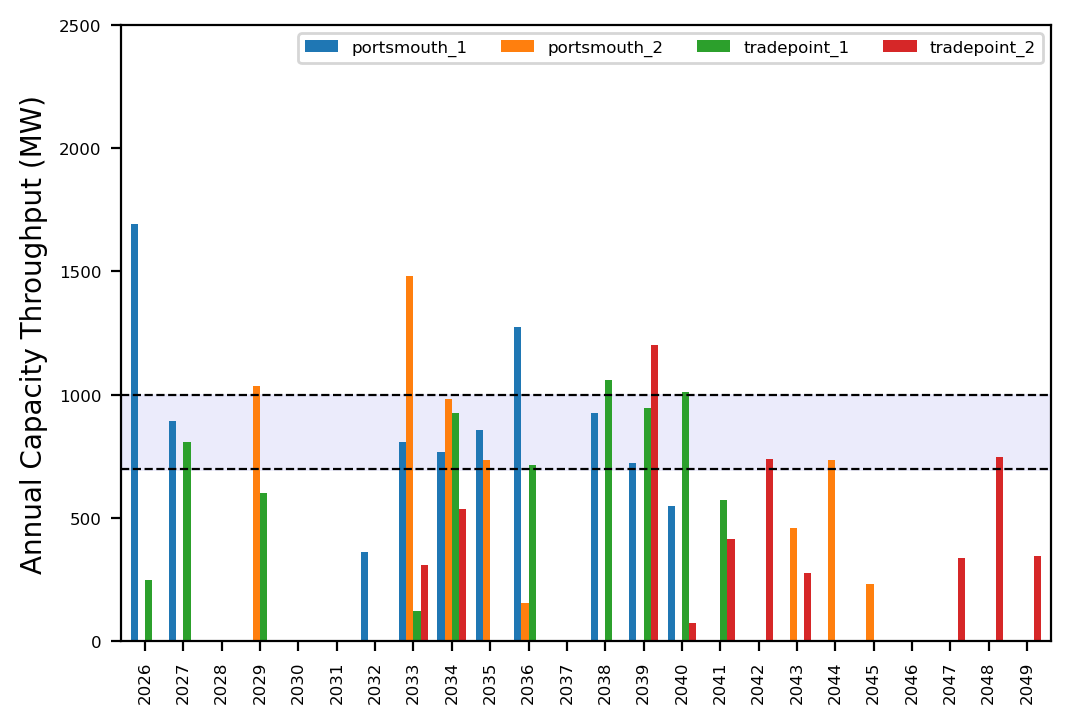 Annual Capacity Throughput (MW)
2500
2000
1500
1000
500
0
portsmouth_1 portsmouth_2 tradepoint_1 tradepoint_2
2026 2027 2028 2029 2030 2031 2032 2033 2034 2035 2036 2037 2038 2039 2040 2041 2042 2043 2044 2045 2046 2047 2048 2049